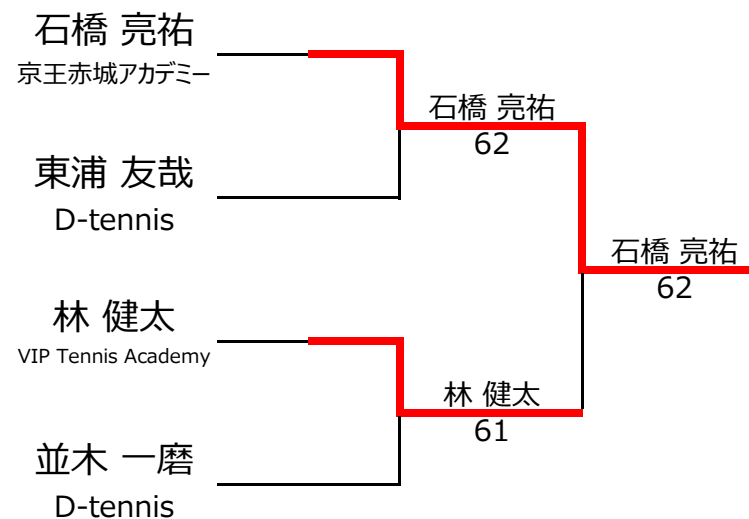 石橋 亮祐
京王赤城アカデミー
石橋 亮祐
62
東浦 友哉
D-tennis
石橋 亮祐
62
林 健太
VIP Tennis Academy
林 健太
61
並木 一磨
D-tennis